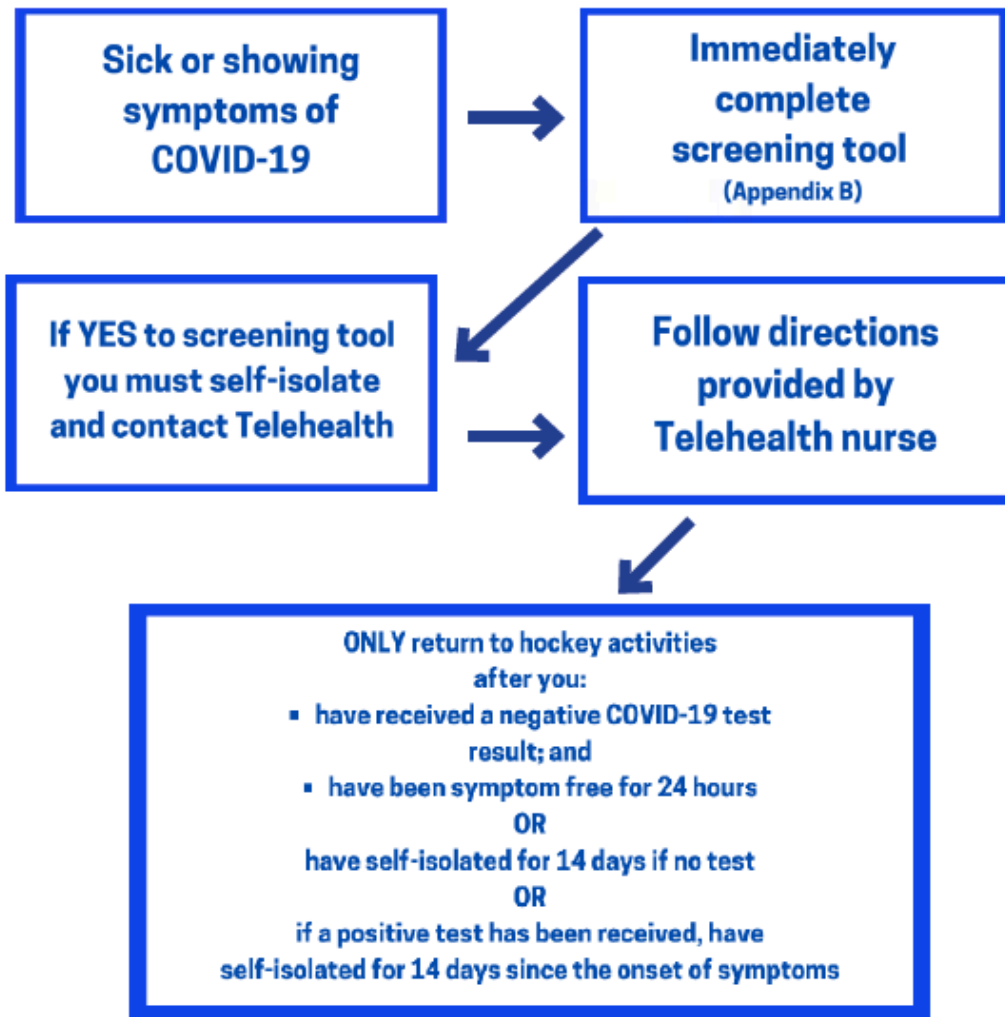 Sick or showing
symptoms of
COVID-19
Immediately
complete
screening tool
(Appendix B)
If YES to screening tool
you must self-isolate
and contact Telehealth
Follow directions
provided by
Telehealth nurse
ONLY return to hockey activities
after you:
▪ have received a negative COVID-19 test
result; and
▪ have been symptom free for 24 hours
OR
have self-isolated for 14 days if no test
OR
if a positive test has been received, have
self-isolated for 14 days since the onset of symptoms